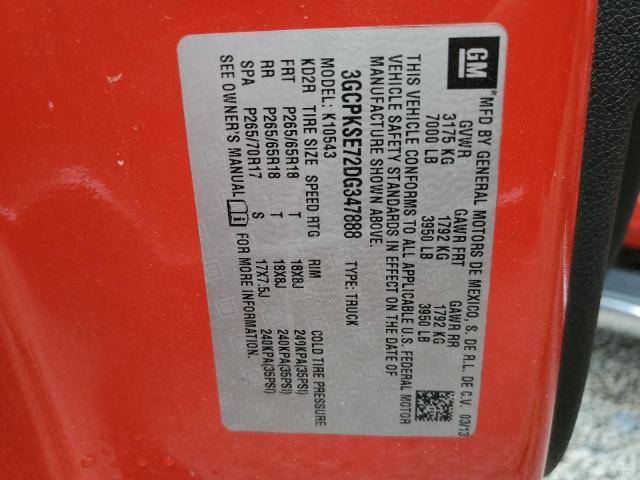 GM
MFD BY GENERAL MOTORS DE MEXICO, S. DE R.L. DE C.V. 03/13
GVWR GAWR FRT GAWR RR
3175 KG 1792 KG 1792 KG
7000 LB 3950 LB 3950 LB
THIS VEHICLE CONFORMS TO ALL APPLICABLE U.S. FEDERAL MOTOR
VEHICLE SAFETY STANDARDS IN EFFECT ON THE DATE OF
MANUFACTURE SHOWN ABOVE.
3GCPKSE72DG347888 TYPE: TRUCK
MODEL: K10543
KD2R TIRE SIZE SPEED RTG RIM COLD TIRE PRESSURE
FRT P265/65R18 T 18X8J 249KPA(35PSI)
RR P265/65R18 T 18X8J 240KPA(35PSI)
SPA P265/70R17 S 17X7.5J 240KPA(35PSI)
SEE OWNER'S MANUAL FOR MORE INFORMATION.